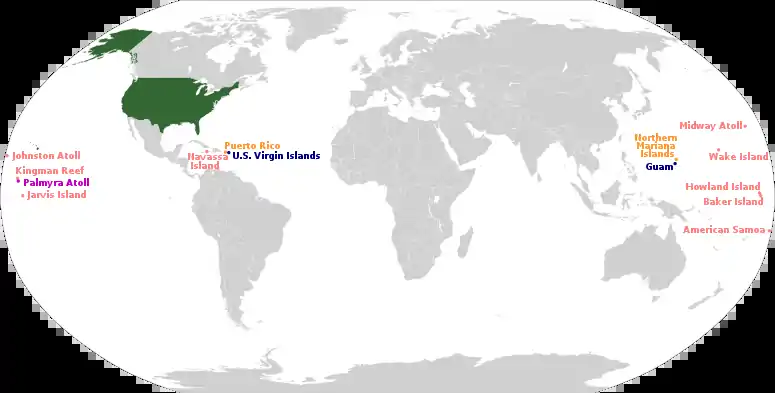 Johnston Atoll
Kingman Reef
Palmyra Atoll
Jarvis Island
Puerto Rico
Navassa
Island
U.S. Virgin Islands
Midway Atoll
Northern
Mariana
Islands
Guam
Wake Island
Howland Island
Baker Island
American Samoa